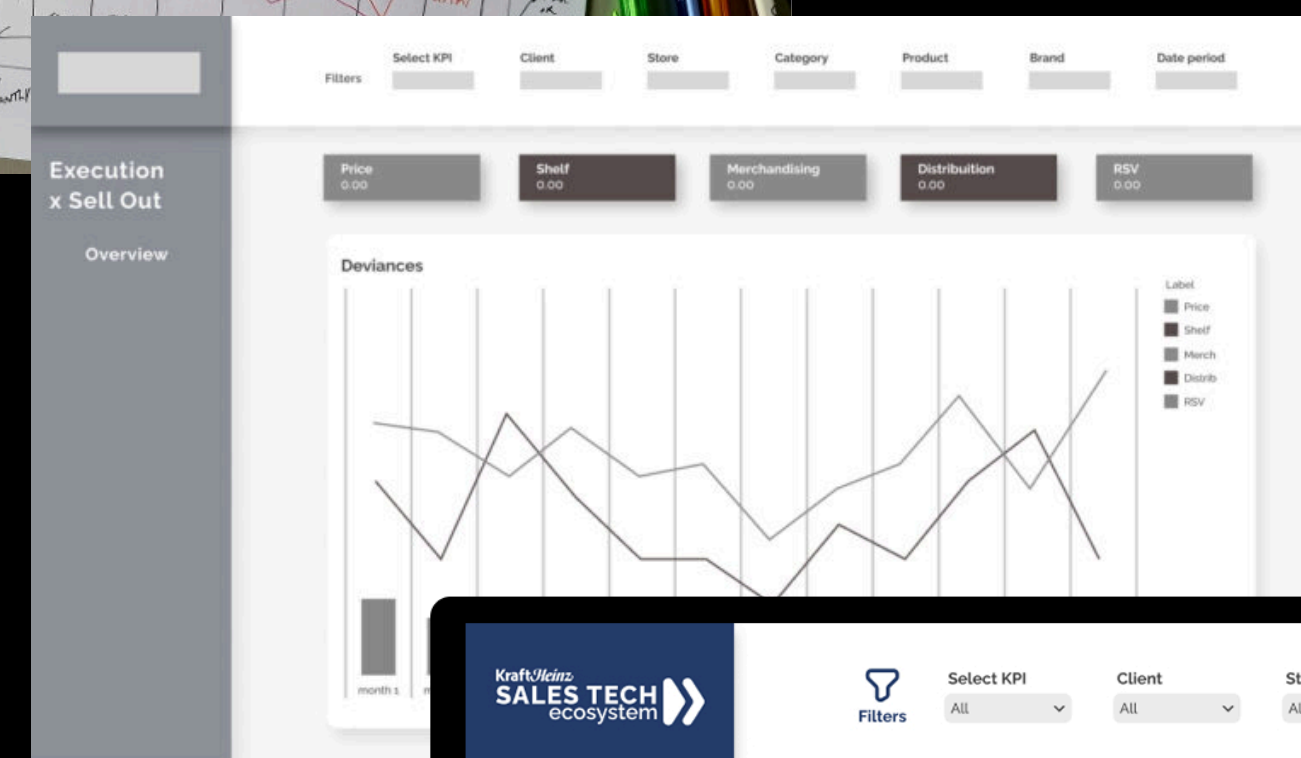 Select KPI
Client
Store
Category
Product
Brand
Date period
Filters
Execution
x Sell Out
Overview
Price
0.00
Shelf
0.00
Merchandising
0.00
Distribuition
0.00
RSV
0.00
Deviances
Label
Price
Shelf
Merch
Distrib
RSV
month 1
KraftHeinz
SALES TECH
ecosystem
Filters
Select KPI
All
Client
All